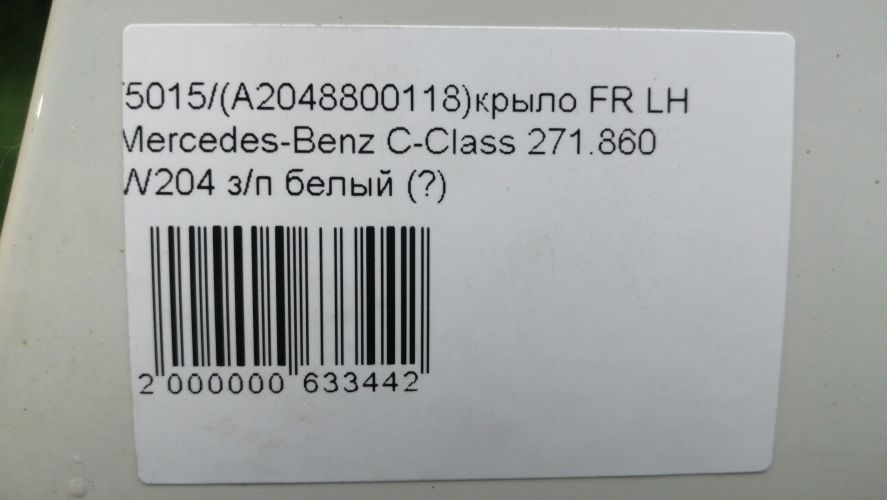 5015/(A2048800118)крыло FR LH
Mercedes-Benz C-Class 271.860
W204 з/п белый (?)
2 000000 633442